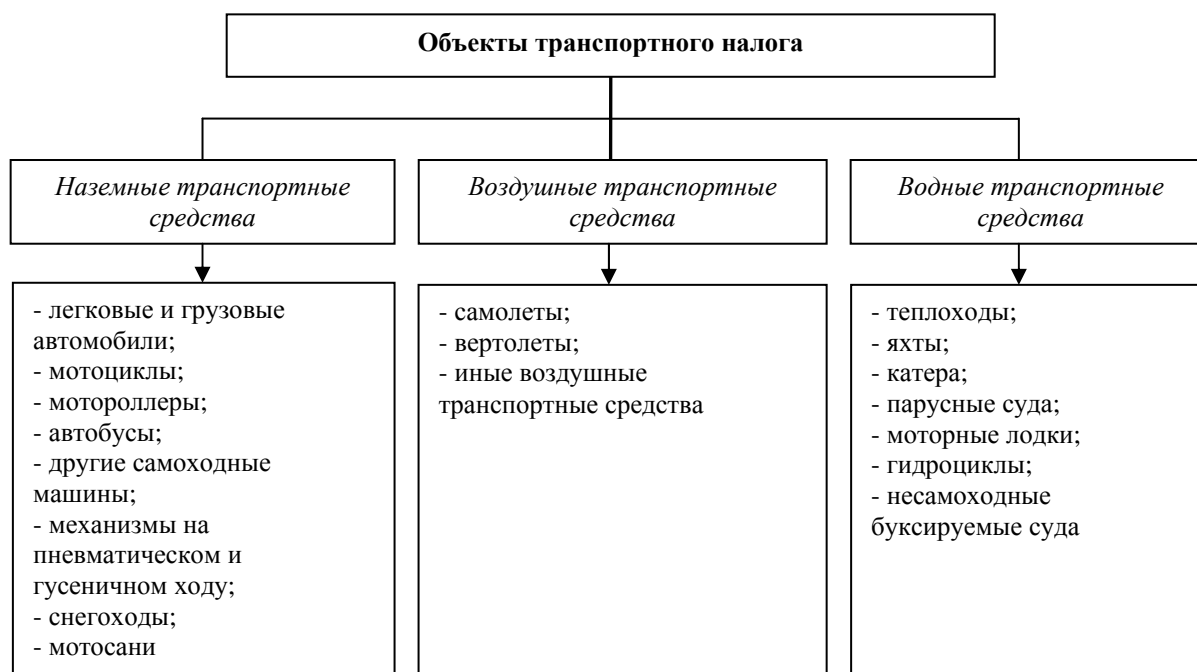 Объекты транспортного налога
Наземные транспортные
средства
Воздушные транспортные
средства
Водные транспортные
средства
- легковые и грузовые
автомобили;
- мотоциклы;
- мотороллеры;
- автобусы;
- другие самоходные
машины;
- механизмы на
пневматическом и
гусеничном ходу;
- снегоходы;
- мотосани
- самолеты;
- вертолеты;
- иные воздушные
транспортные средства
- теплоходы;
- яхты;
- катера;
- парусные суда;
- моторные лодки;
- гидроциклы;
- несамоходные
буксируемые суда